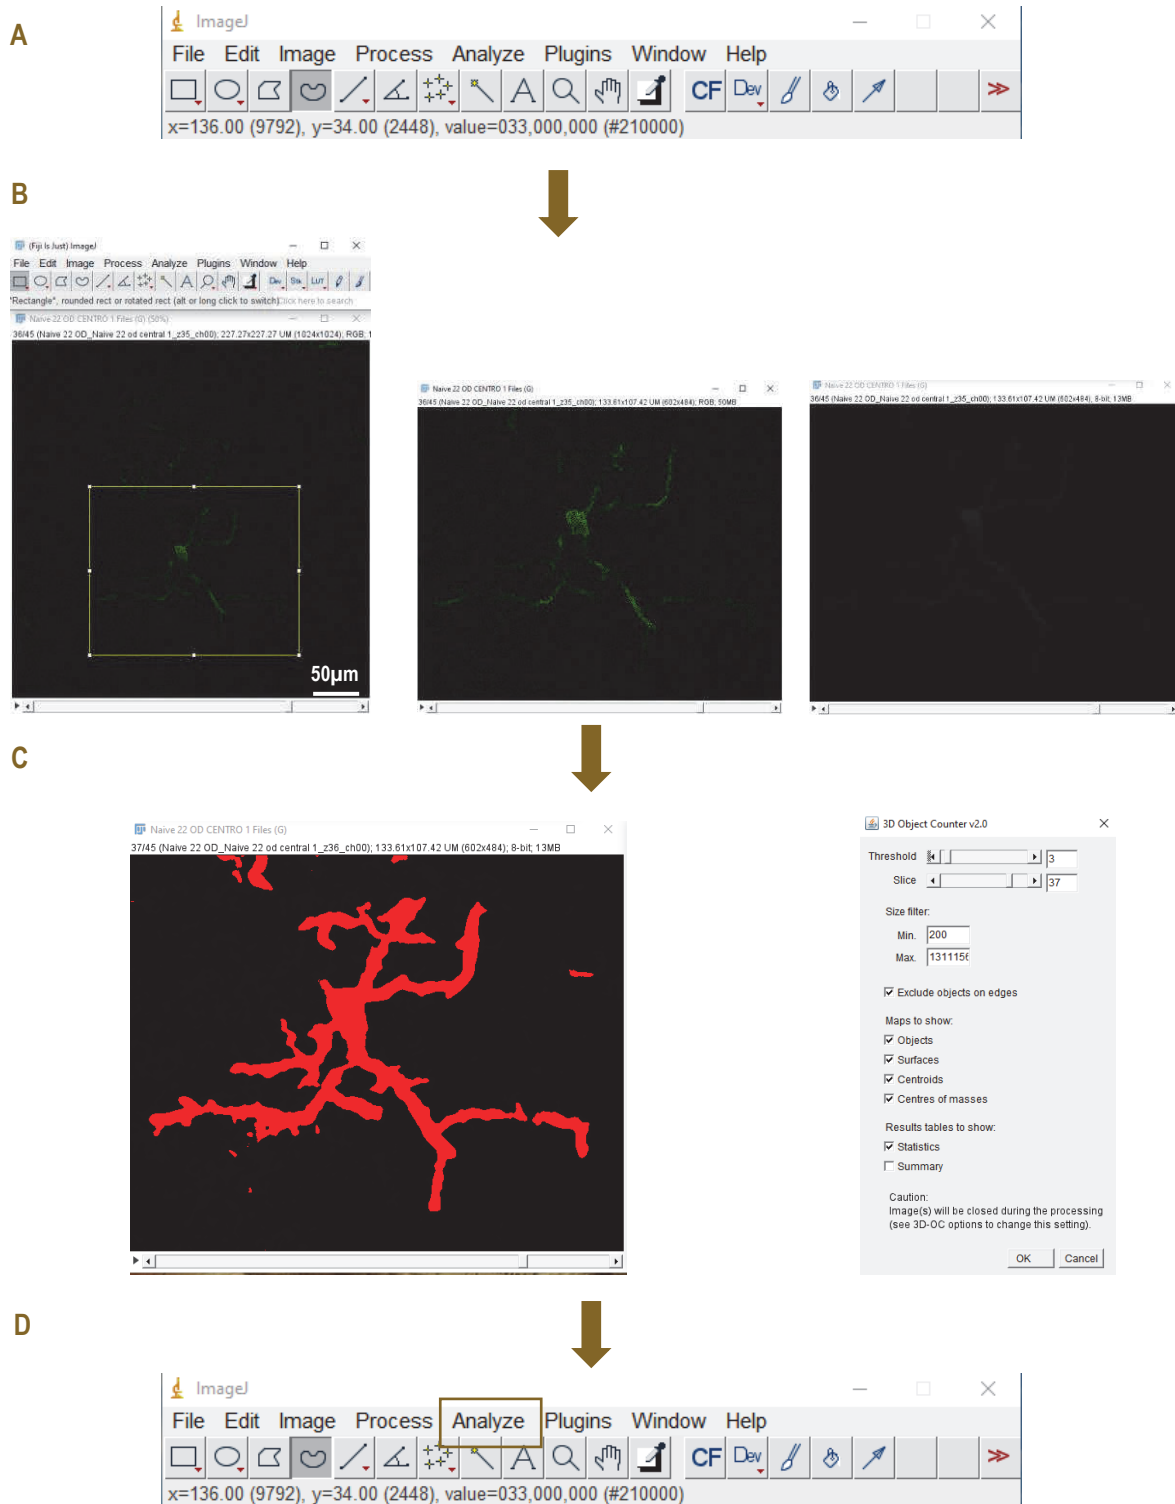 A
ImageJ
File Edit Image Process Analyze Plugins Window Help
A CF Dev >>
x=136.00 (9792), y=34.00 (2448), value=033,000,000 (#210000)
B
(Fiji Is Just) ImageJ
File Edit Image Process Analyze Plugins Window Help
A Dev Stk LUT
*Rectangle*, rounded rect or rotated rect (alt or long click to switch) Click here to search
Naive 22 OD CENTRO 1 Files (G) (50%)
36/45 (Naive 22 OD_Naive 22 od central 1_z35_ch00); 227.27x227.27 UM (1024x1024); RGB; 1
50µm
Naive 22 OD CENTRO 1 Files (G)
36/45 (Naive 22 OD_Naive 22 od central 1_z35_ch00); 133.61x107.42 UM (602x484); RGB; 50MB
Naive 22 OD CENTRO 1 Files (G)
36/45 (Naive 22 OD_Naive 22 od central 1_z35_ch00); 133.61x107.42 UM (602x484), 8-bit; 13MB
C
Naive 22 OD CENTRO 1 Files (G)
37/45 (Naive 22 OD_Naive 22 od central 1_z36_ch00); 133.61x107.42 UM (602x484); 8-bit; 13MB
3D Object Counter v2.0
Threshold 3
Slice 37
Size filter:
Min. 200
Max. 1311156
Exclude objects on edges
Maps to show:
Objects
Surfaces
Centroids
Centres of masses
Results tables to show:
Statistics
Summary
Caution:
Image(s) will be closed during the processing
(see 3D-OC options to change this setting).
OK Cancel
D
ImageJ
File Edit Image Process Analyze Plugins Window Help
A CF Dev >>
x=136.00 (9792), y=34.00 (2448), value=033,000,000 (#210000)